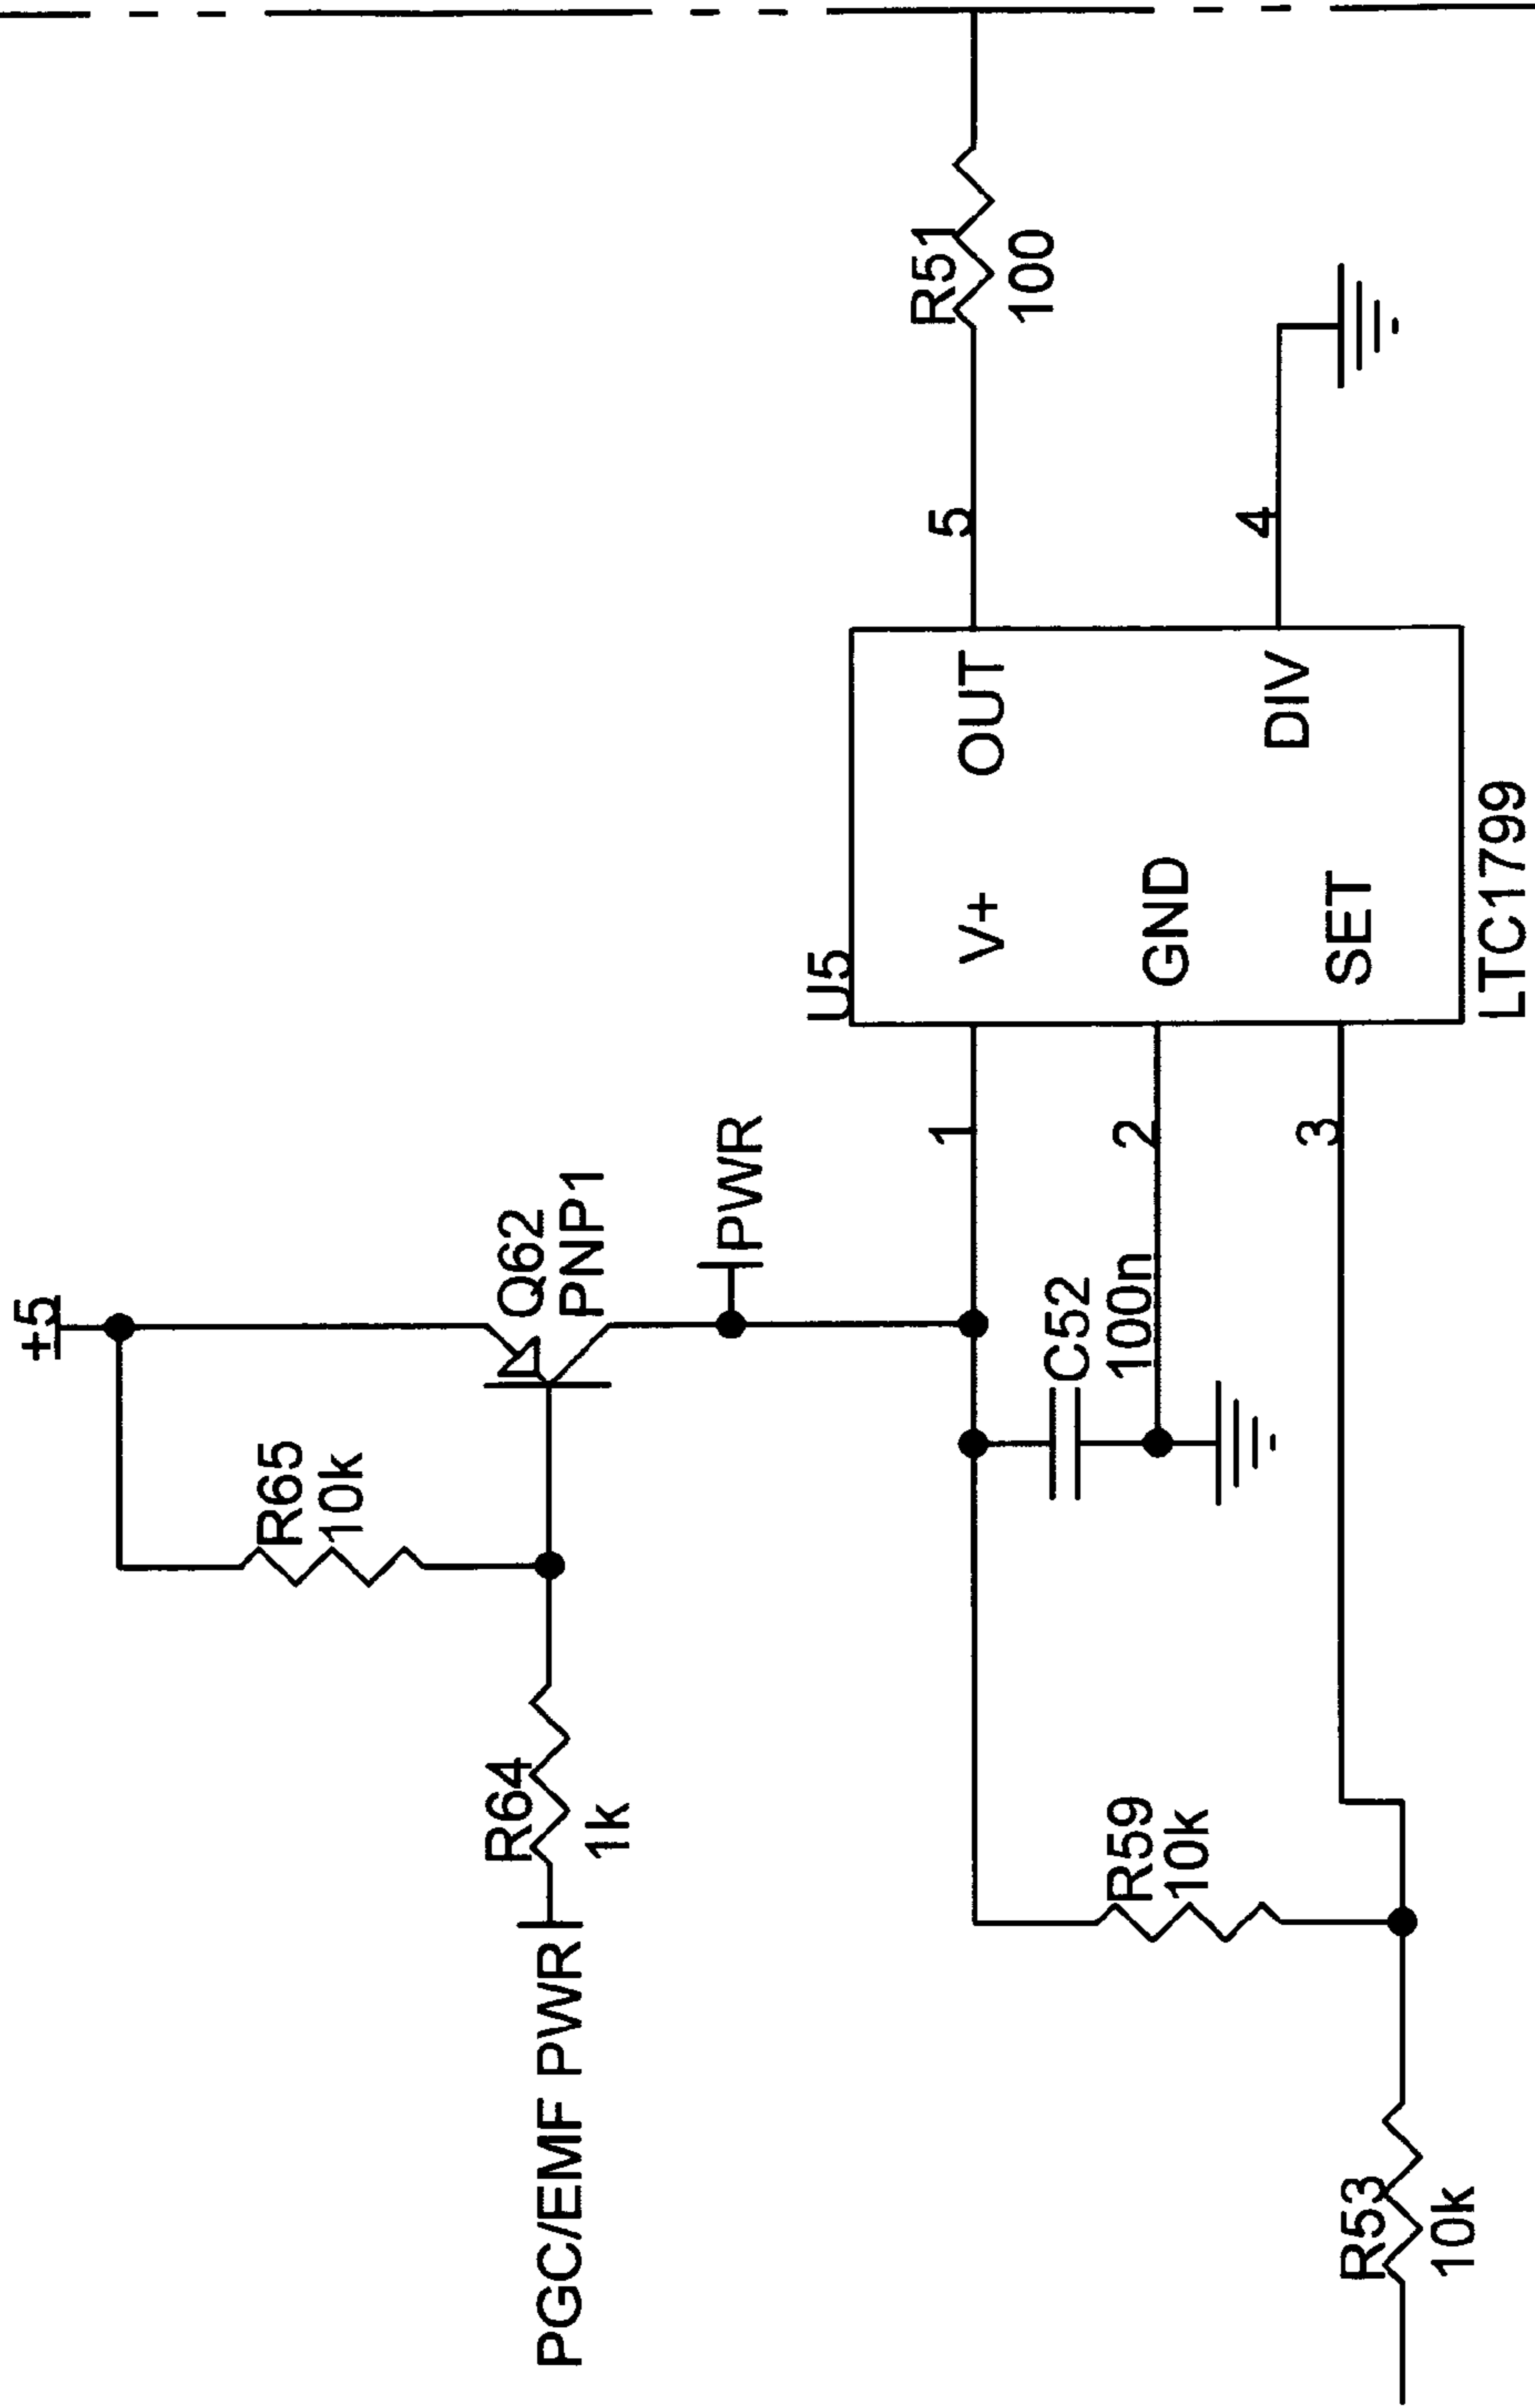 +5
R65
10k
Q62
PNP1
R64
1k
PGC/EMF PWR
PWR
U5
V+
OUT
GND
SET
DIV
LTC1799
1
2
3
5
4
R51
100
C52
100n
R59
10k
R53
10k